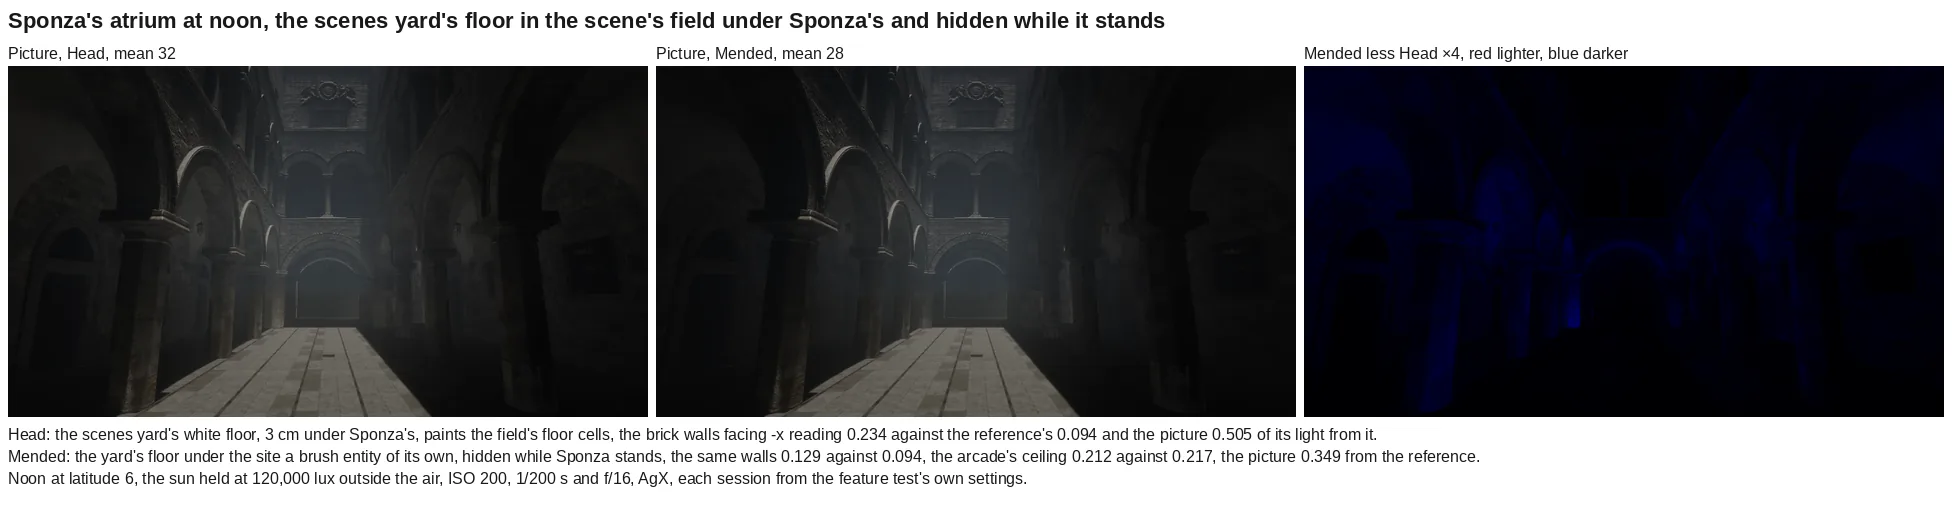 Sponza's atrium at noon, the scenes yard's floor in the scene's field under Sponza's and hidden while it stands
Picture, Head, mean 32
Picture, Mended, mean 28
Mended less Head ×4, red lighter, blue darker
Head: the scenes yard's white floor, 3 cm under Sponza's, paints the field's floor cells, the brick walls facing -x reading 0.234 against the reference's 0.094 and the picture 0.505 of its light from it.
Mended: the yard's floor under the site a brush entity of its own, hidden while Sponza stands, the same walls 0.129 against 0.094, the arcade's ceiling 0.212 against 0.217, the picture 0.349 from the reference.
Noon at latitude 6, the sun held at 120,000 lux outside the air, ISO 200, 1/200 s and f/16, AgX, each session from the feature test's own settings.